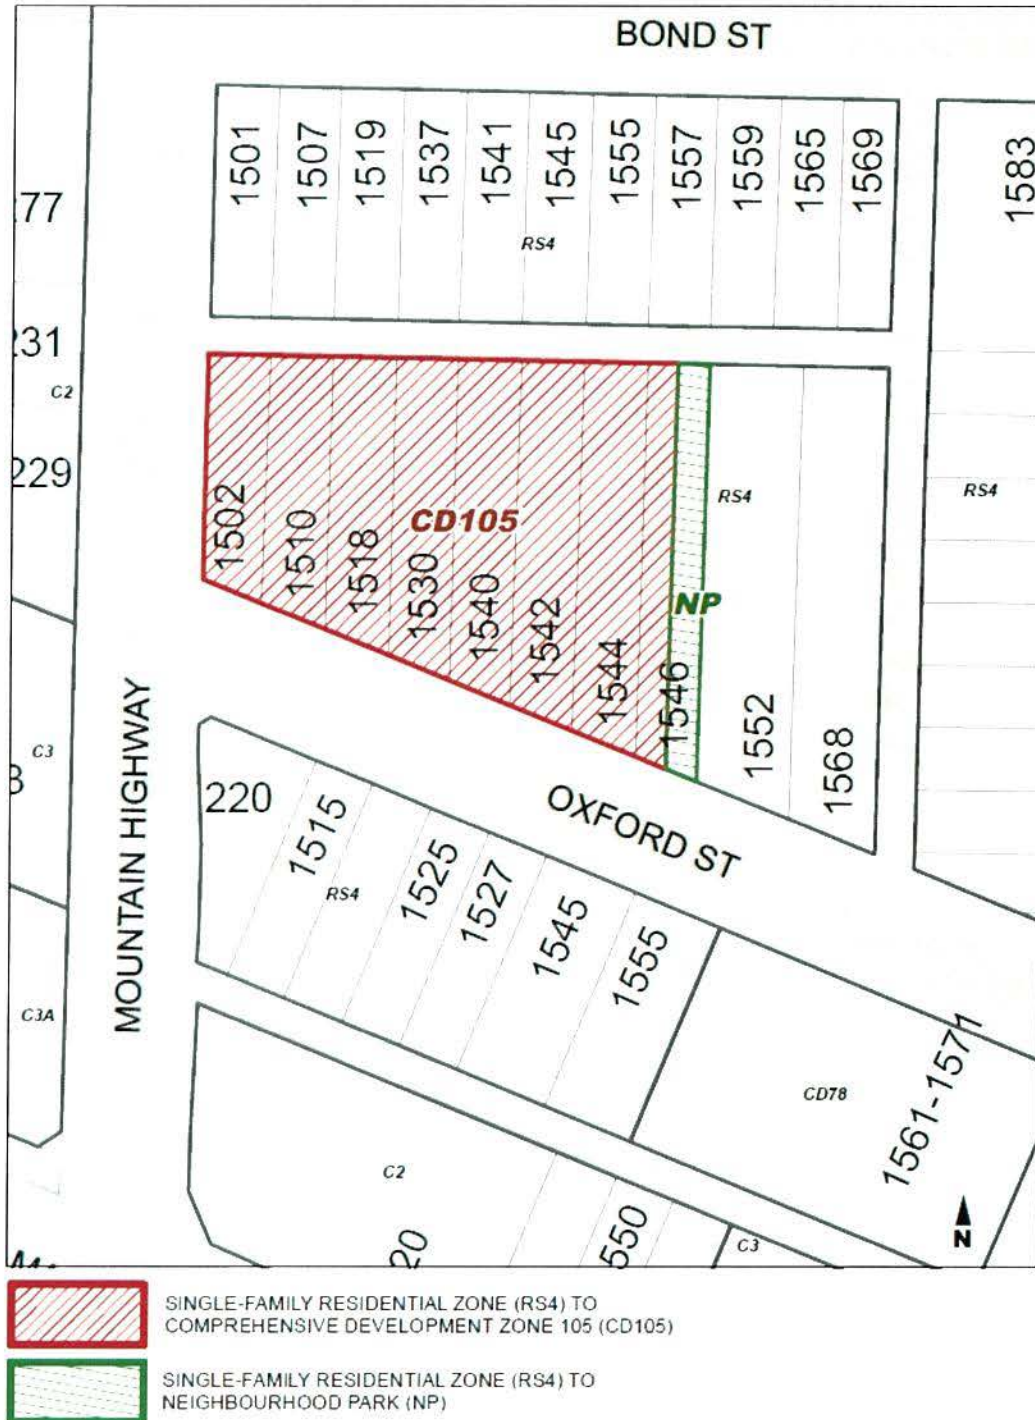 BOND ST
1501
1507
1519
1537
1541
1545
1555
1557
1559
1565
1569
1583
77
RS4
231
C2
229
1502
1510
1518
1530
1540
1542
1544
1546
CD105
NP
RS4
RS4
1552
1568
MOUNTAIN HIGHWAY
OXFORD ST
C3
220
1515
1525
1527
1545
1555
RS4
C3A
CD78
1561-1571
C2
20
550
C3
N
SINGLE-FAMILY RESIDENTIAL ZONE (RS4) TO
COMPREHENSIVE DEVELOPMENT ZONE 105 (CD105)
SINGLE-FAMILY RESIDENTIAL ZONE (RS4) TO
NEIGHBOURHOOD PARK (NP)